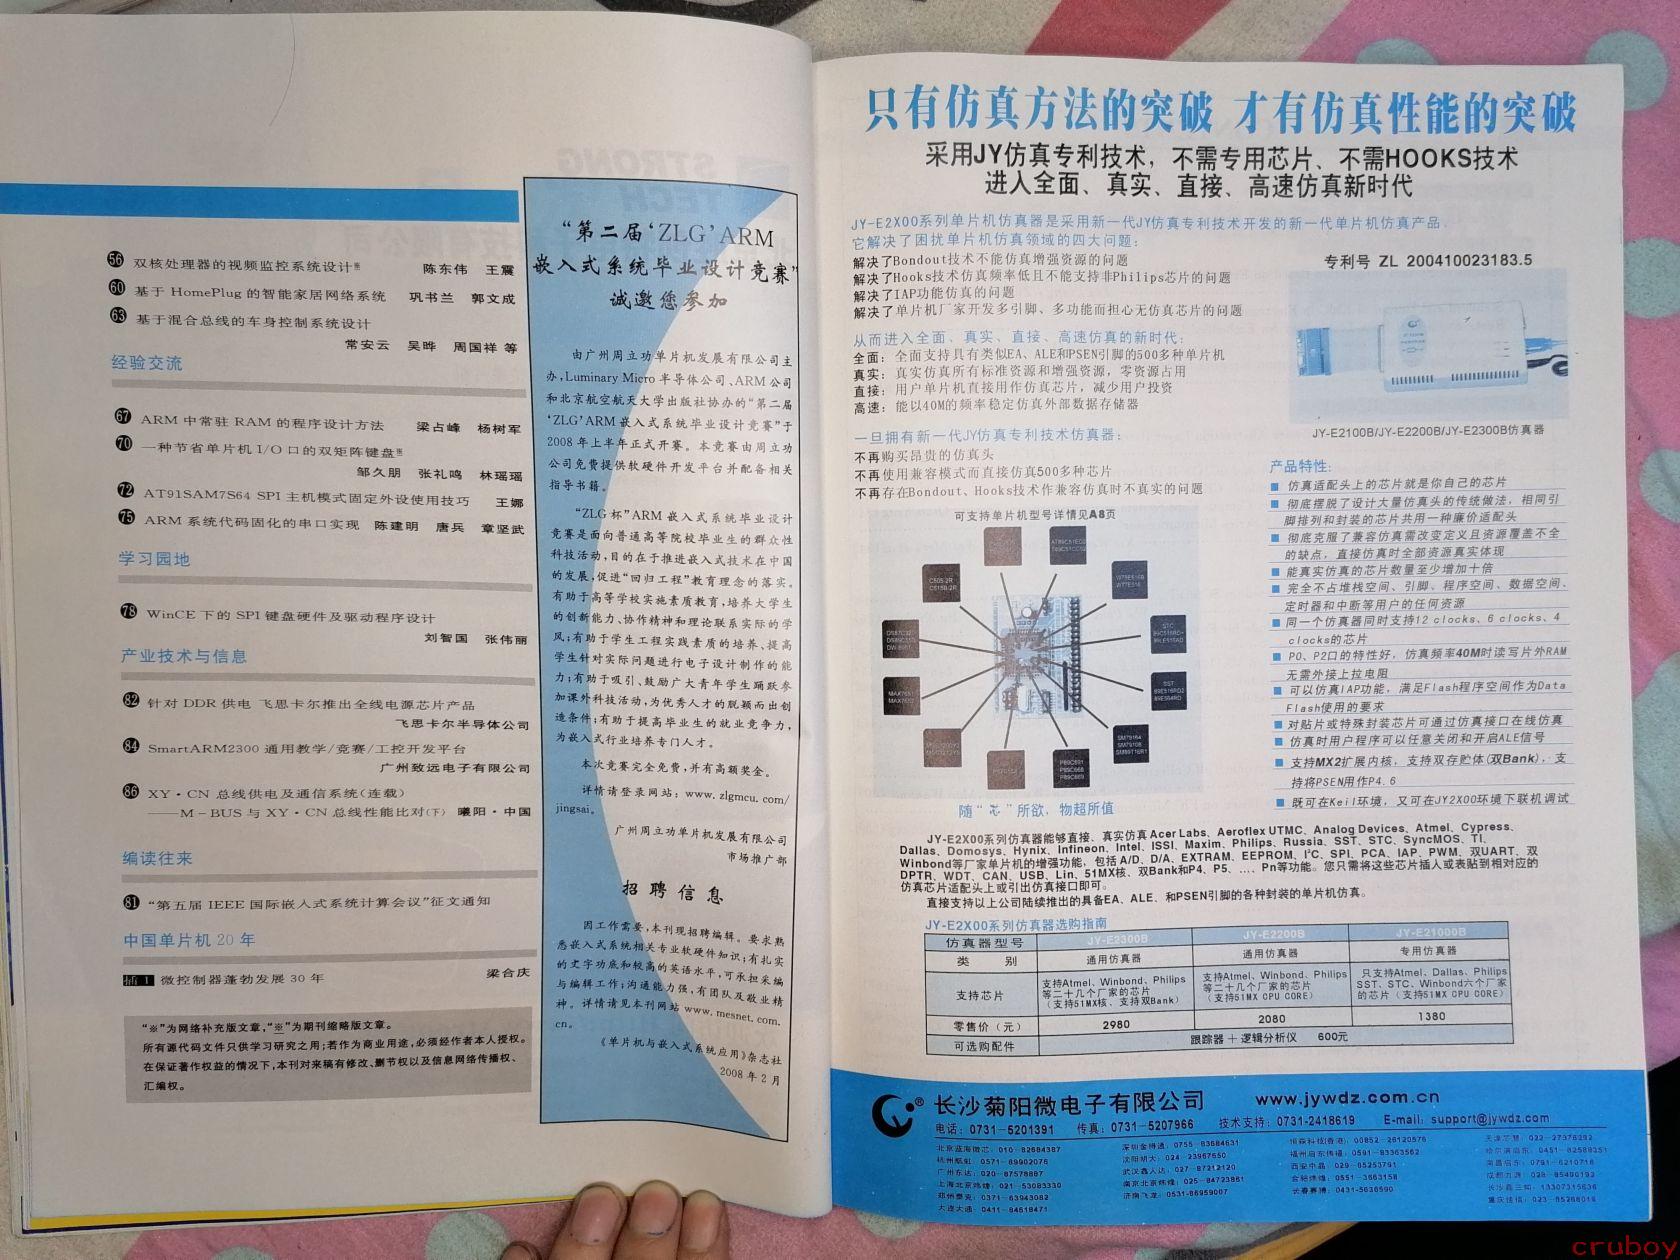 56 双核处理器的视频监控系统设计※ 陈东伟 王震
60 基于 HomePlug 的智能家居网络系统 巩书兰 郭文成
63 基于混合总线的车身控制系统设计
常安云 吴晔 周国祥 等
经验交流
67 ARM 中常驻 RAM 的程序设计方法 梁占峰 杨树军
70 一种节省单片机 I/O 口的双矩阵键盘※
邹久朋 张礼鸣 林瑶瑶
72 AT91SAM7S64 SPI 主机模式固定外设使用技巧 王娜
75 ARM 系统代码固化的串口实现 陈建明 唐兵 章坚武
学习园地
78 WinCE 下的 SPI 键盘硬件及驱动程序设计
刘智国 张伟丽
产业技术与信息
82 针对 DDR 供电 飞思卡尔推出全线电源芯片产品
飞思卡尔半导体公司
84 SmartARM2300 通用教学/竞赛/工控开发平台
广州致远电子有限公司
86 XY·CN 总线供电及通信系统(连载)
——M-BUS 与 XY·CN 总线性能比对(下) 曦阳·中国
编读往来
81 “第五届 IEEE 国际嵌入式系统计算会议”征文通知
中国单片机 20 年
插1 微控制器蓬勃发展 30 年 梁合庆
“※”为网络补充版文章,“※”为期刊缩略版文章。
所有源代码文件只供学习研究之用;若作为商业用途,必须经作者本人授权。
在保证著作权益的情况下,本刊对来稿有修改、删节权以及信息网络传播权、
汇编权。
“第二届‘ZLG’ARM
嵌入式系统毕业设计竞赛”
诚邀您参加
由广州周立功单片机发展有限公司主
办,Luminary Micro 半导体公司、ARM 公司
和北京航空航天大学出版社协办的“第二届
‘ZLG’ARM 嵌入式系统毕业设计竞赛”于
2008 年上半年正式开赛。本竞赛由周立功
公司免费提供软硬件开发平台并配备相关
指导书籍。
“ZLG 杯”ARM 嵌入式系统毕业设计
竞赛是面向普通高等院校毕业生的群众性
科技活动,目的在于推进嵌入式技术在中国
的发展,促进“回归工程”教育理念的落实。
有助于高等学校实施素质教育,培养大学生
的创新能力、协作精神和理论联系实际的学
风;有助于学生工程实践素质的培养、提高
学生针对实际问题进行电子设计制作的能
力;有助于吸引、鼓励广大青年学生踊跃参
加课外科技活动,为优秀人才的脱颖而出创
造条件;有助于提高毕业生的就业竞争力,
为嵌入式行业培养专门人才。
本次竞赛完全免费,并有高额奖金。
详情请登录网站: www.zlgmcu.com/
jingsai。
广州周立功单片机发展有限公司
市场推广部
招聘信息
因工作需要,本刊现招聘编辑。要求熟
悉嵌入式系统相关专业软硬件知识;有扎实
的文字功底和较高的英语水平,可承担采编
与编辑工作;沟通能力强,有团队及敬业精
神。详情请见本刊网站 www.mesnet.com.
cn。
《单片机与嵌入式系统应用》杂志社
2008 年 2 月
只有仿真方法的突破 才有仿真性能的突破
采用JY仿真专利技术，不需专用芯片、不需HOOKS技术
进入全面、真实、直接、高速仿真新时代
JY-E2X00系列单片机仿真器是采用新一代JY仿真专利技术开发的新一代单片机仿真产品，
它解决了困扰单片机仿真领域的四大问题：
解决了Bondout技术不能仿真增强资源的问题
解决了Hooks技术仿真频率低且不能支持非Philips芯片的问题
解决了IAP功能仿真的问题
解决了单片机厂家开发多引脚、多功能而担心无仿真芯片的问题
专利号 ZL 200410023183.5
从而进入全面、真实、直接、高速仿真的新时代：
全面：全面支持具有类似EA、ALE和PSEN引脚的500多种单片机
真实：真实仿真所有标准资源和增强资源，零资源占用
直接：用户单片机直接用作仿真芯片，减少用户投资
高速：能以40M的频率稳定仿真外部数据存储器
JY-E2100B/JY-E2200B/JY-E2300B仿真器
一旦拥有新一代JY仿真专利技术仿真器：
不再购买昂贵的仿真头
不再使用兼容模式而直接仿真500多种芯片
不再存在Bondout、Hooks技术作兼容仿真时不真实的问题
可支持单片机型号详情见A8页
随“芯”所欲，物超所值
产品特性：
仿真适配头上的芯片就是你自己的芯片
彻底摆脱了设计大量仿真头的传统做法，相同引
脚排列和封装的芯片共用一种廉价适配头
彻底克服了兼容仿真需改变定义且资源覆盖不全
的缺点，直接仿真时全部资源真实体现
能真实仿真的芯片数量至少增加十倍
完全不占堆栈空间、引脚、程序空间、数据空间、
定时器和中断等用户的任何资源
同一个仿真器同时支持12 clocks、6 clocks、4
clocks的芯片
P0、P2口的特性好，仿真频率40M时读写片外RAM
无需外接上拉电阻
可以仿真IAP功能，满足Flash程序空间作为Data
Flash使用的要求
对贴片或特殊封装芯片可通过仿真接口在线仿真
仿真时用户程序可以任意关闭和开启ALE信号
支持MX2扩展内核，支持双存贮体(双Bank)，支
持将PSEN用作P4.6
既可在Keil环境，又可在JY2X00环境下联机调试
JY-E2X00系列仿真器能够直接、真实仿真 Acer Labs、Aeroflex UTMC、Analog Devices、Atmel、Cypress、
Dallas、Domosys、Hynix、Infineon、Intel、ISSI、Maxim、Philips、Russia、SST、STC、SyncMOS、TI、
Winbond等厂家单片机的增强功能，包括 A/D、D/A、EXTRAM、EEPROM、I²C、SPI、PCA、IAP、PWM、双UART、双
DPTR、WDT、CAN、USB、Lin、51MX核、双Bank和P4、P5、…、Pn等功能。您只需将这些芯片插入或表贴到相对应的
仿真芯片适配头上或引出仿真接口即可。
直接支持以上公司陆续推出的具备EA、ALE、和PSEN引脚的各种封装的单片机仿真。
JY-E2X00系列仿真器选购指南
仿真器型号 JY-E2300B JY-E2200B JY-E21000B
类 别 通用仿真器 通用仿真器 专用仿真器
支持芯片
支持Atmel、Winbond、Philips
等二十几个厂家的芯片
（支持51MX核、支持双Bank）
支持Atmel、Winbond、Philips
等二十几个厂家的芯片
（支持51MX CPU CORE）
只支持Atmel、Dallas、Philips
SST、STC、Winbond六个厂家
的芯片（支持51MX CPU CORE）
零售价（元） 2980 2080 1380
可选购配件 跟踪器＋逻辑分析仪 600元
长沙菊阳微电子有限公司 www.jywdz.com.cn
电话：0731-5201391 传真：0731-5207966 技术支持：0731-2418619 E-mail：support@jywdz.com
cruboy